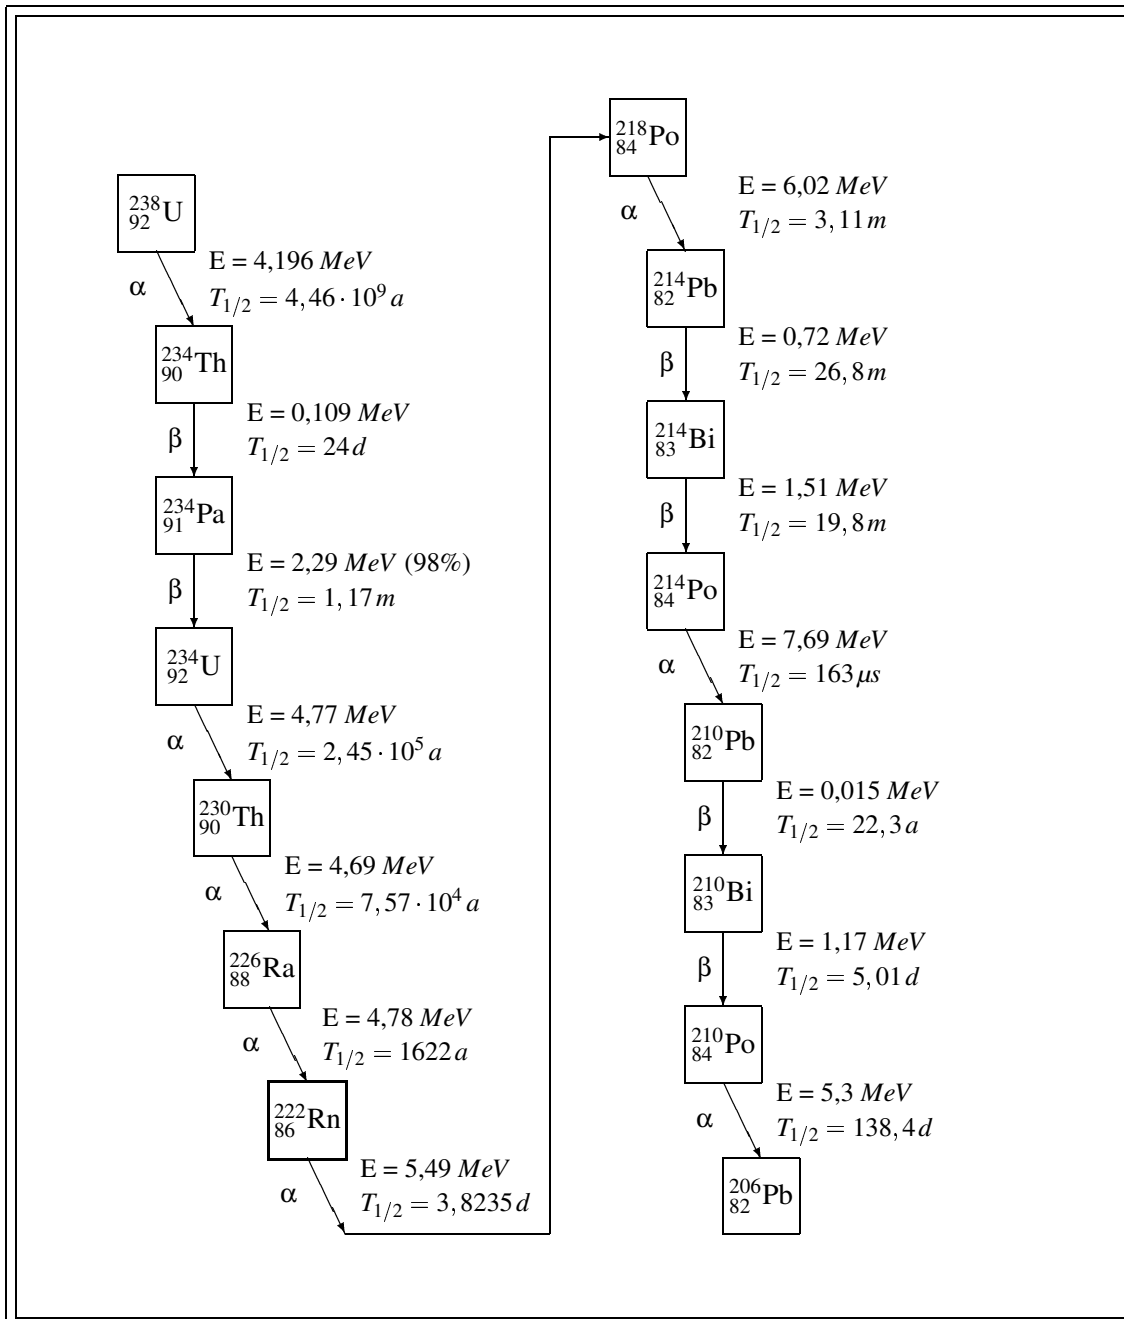 238
92U
α
E = 4,196 MeV
T1/2 = 4,46 · 10^9 a
234
90Th
β
E = 0,109 MeV
T1/2 = 24 d
234
91Pa
β
E = 2,29 MeV (98%)
T1/2 = 1,17 m
234
92U
α
E = 4,77 MeV
T1/2 = 2,45 · 10^5 a
230
90Th
α
E = 4,69 MeV
T1/2 = 7,57 · 10^4 a
226
88Ra
α
E = 4,78 MeV
T1/2 = 1622 a
222
86Rn
α
E = 5,49 MeV
T1/2 = 3,8235 d
218
84Po
α
E = 6,02 MeV
T1/2 = 3,11 m
214
82Pb
β
E = 0,72 MeV
T1/2 = 26,8 m
214
83Bi
β
E = 1,51 MeV
T1/2 = 19,8 m
214
84Po
α
E = 7,69 MeV
T1/2 = 163 μs
210
82Pb
β
E = 0,015 MeV
T1/2 = 22,3 a
210
83Bi
β
E = 1,17 MeV
T1/2 = 5,01 d
210
84Po
α
E = 5,3 MeV
T1/2 = 138,4 d
206
82Pb